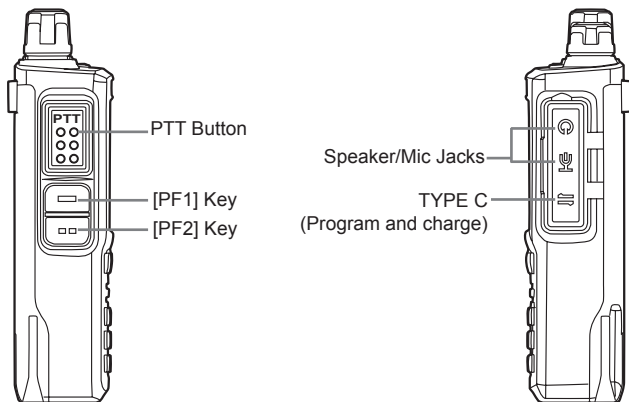 PTT
PTT Button
[PF1] Key
[PF2] Key
Speaker/Mic Jacks
TYPE C
(Program and charge)